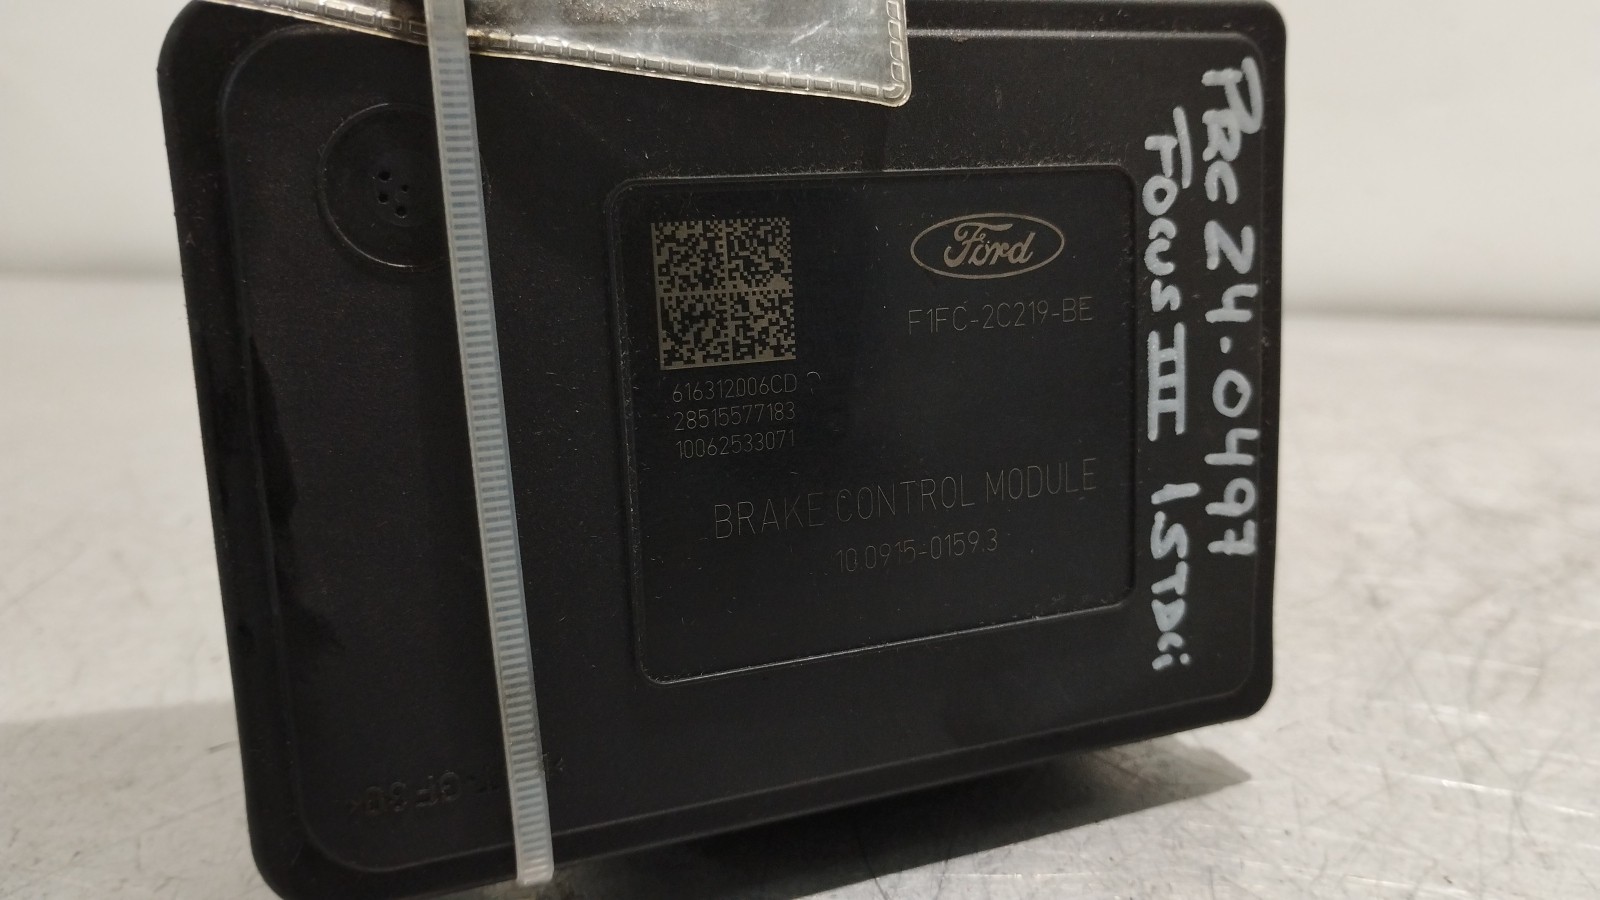 Ford
F1FC-2C219-BE
616312006CD
28515577183
10062533071
BRAKE CONTROL MODULE
10.0915-0159.3
PRC 24.0497
FOCUS III 1.5TDCi